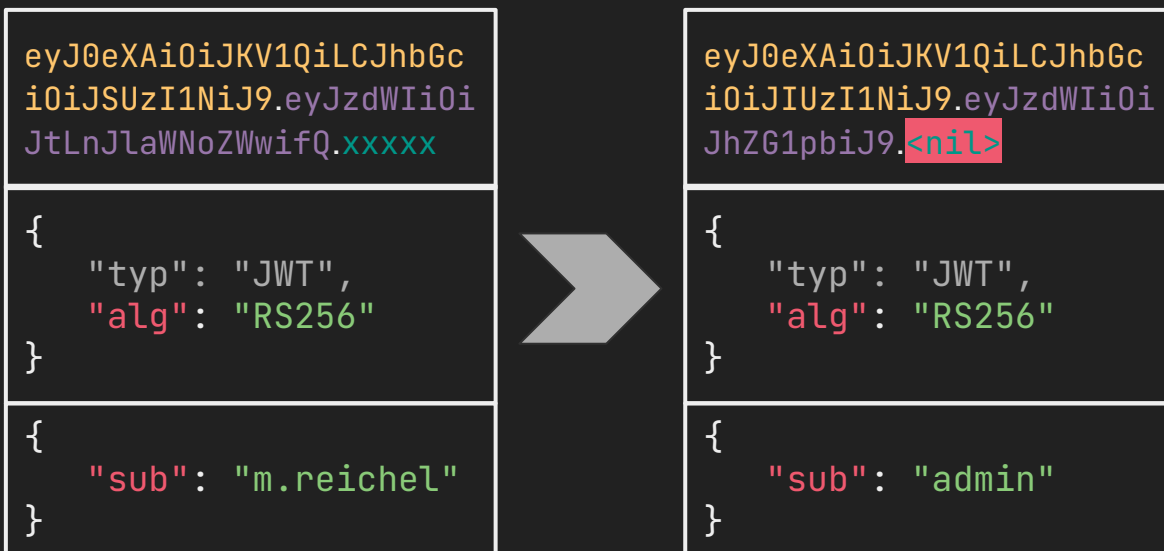 eyJ0eXAiOiJKV1QiLCJhbGc
iOiJSUzI1NiJ9.eyJzdWIiOi
JtLnJlaWNoZWwifQ.xxxxx
{
"typ": "JWT",
"alg": "RS256"
}
{
"sub": "m.reichel"
}
eyJ0eXAiOiJKV1QiLCJhbGc
iOiJIUzI1NiJ9.eyJzdWIiOi
JhZG1pbiJ9.<nil>
{
"typ": "JWT",
"alg": "RS256"
}
{
"sub": "admin"
}